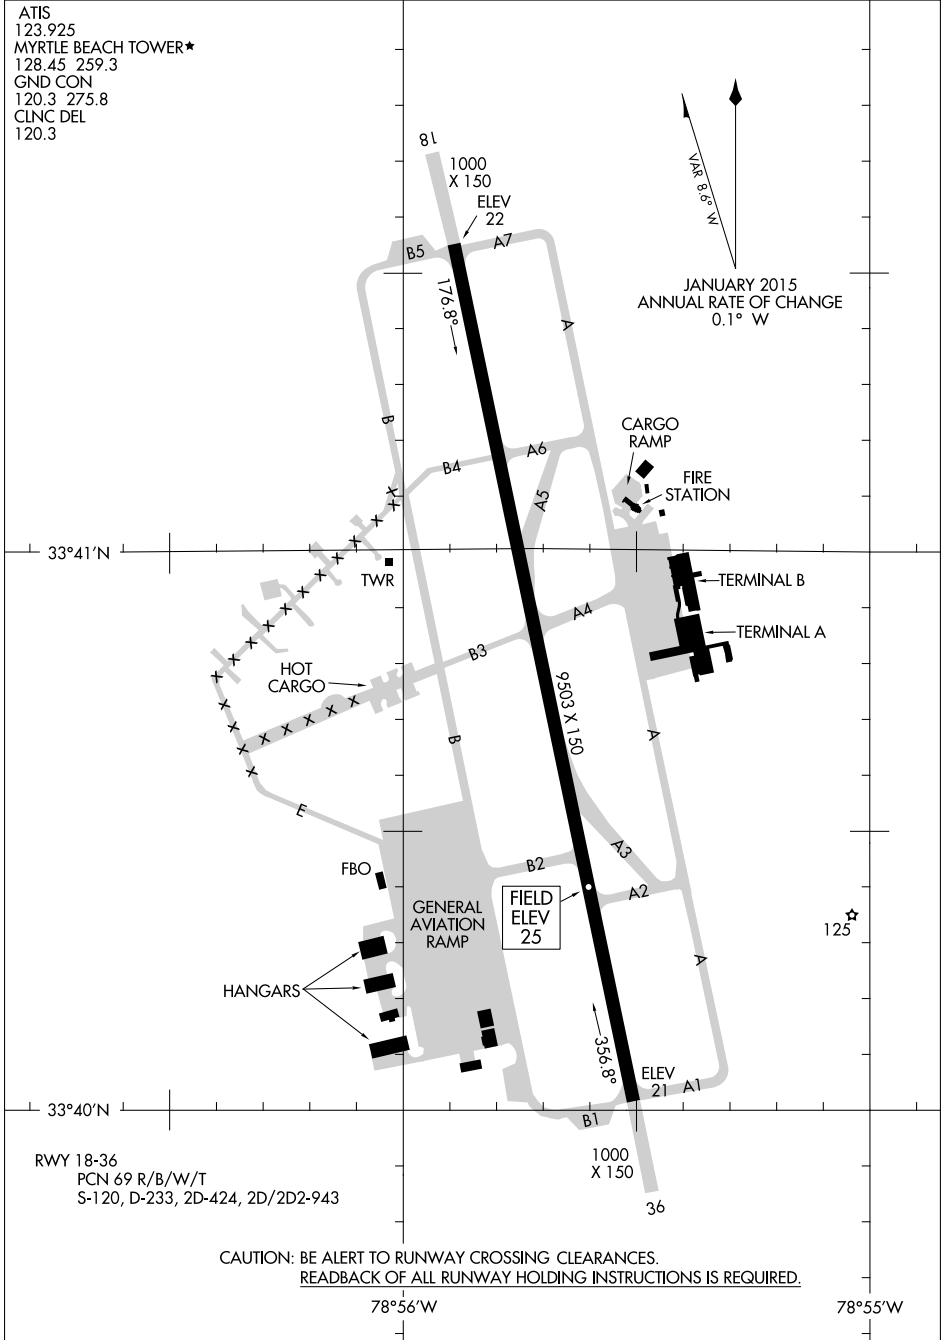 ATIS
123.925
MYRTLE BEACH TOWER★
128.45 259.3
GND CON
120.3 275.8
CLNC DEL
120.3
18
1000
X 150
ELEV
22
VAR 8.6° W
JANUARY 2015
ANNUAL RATE OF CHANGE
0.1° W
B5
A7
176.8°
A
B
CARGO
RAMP
B4
A6
A5
FIRE
STATION
33°41'N
TWR
TERMINAL B
A4
TERMINAL A
B3
HOT
CARGO
9503 X 150
A
B
E
A3
FBO
B2
A2
FIELD
ELEV
25
GENERAL
AVIATION
RAMP
125
A
HANGARS
356.8°
ELEV
21
A1
33°40'N
B1
1000
X 150
36
RWY 18-36
PCN 69 R/B/W/T
S-120, D-233, 2D-424, 2D/2D2-943
CAUTION: BE ALERT TO RUNWAY CROSSING CLEARANCES.
READBACK OF ALL RUNWAY HOLDING INSTRUCTIONS IS REQUIRED.
78°56'W
78°55'W